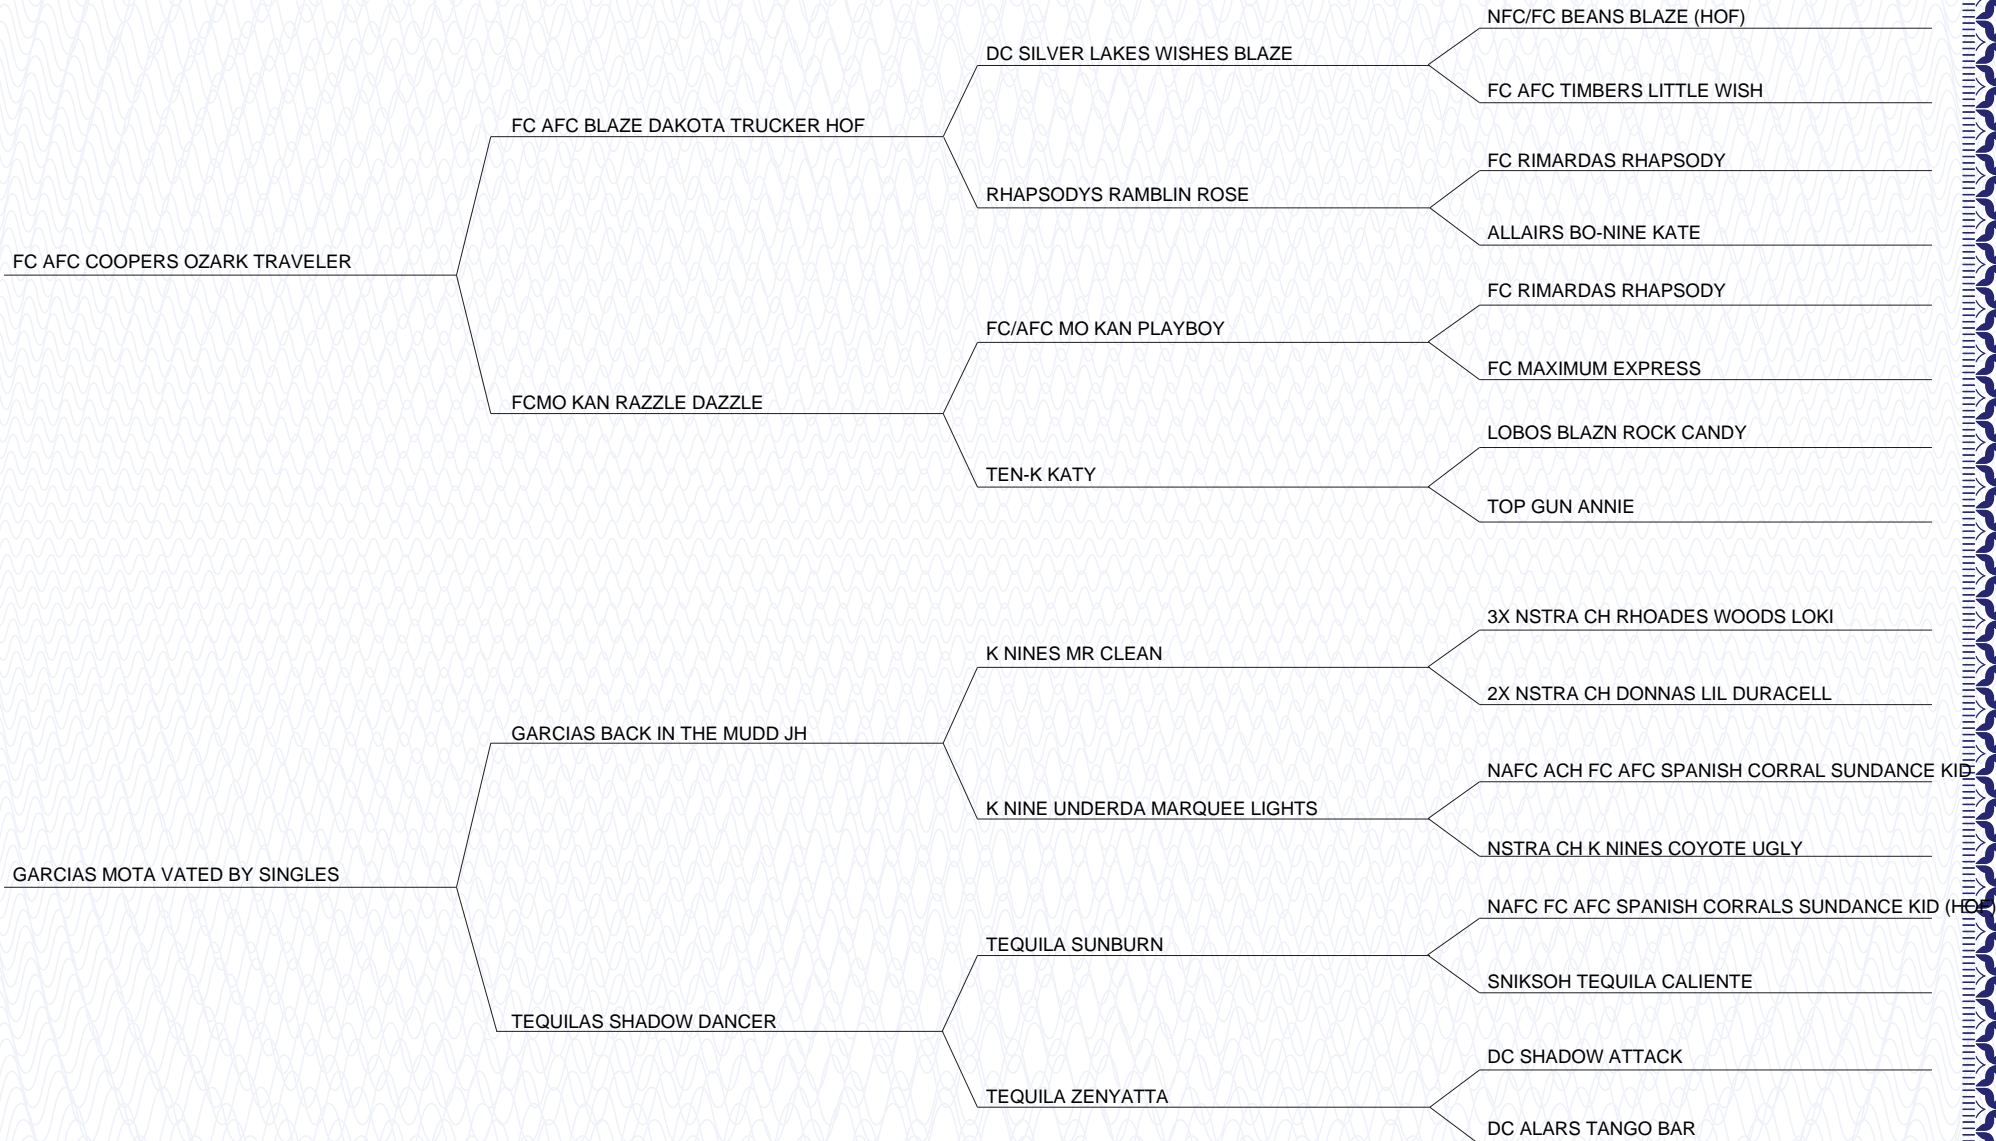 NFC/FC BEANS BLAZE (HOF)
DC SILVER LAKES WISHES BLAZE
FC AFC TIMBERS LITTLE WISH
FC AFC BLAZE DAKOTA TRUCKER HOF
FC RIMARDAS RHAPSODY
RHAPSODYS RAMBLIN ROSE
ALLAIRS BO-NINE KATE
FC AFC COOPERS OZARK TRAVELER
FC RIMARDAS RHAPSODY
FC/AFC MO KAN PLAYBOY
FC MAXIMUM EXPRESS
FCMO KAN RAZZLE DAZZLE
LOBOS BLAZN ROCK CANDY
TEN-K KATY
TOP GUN ANNIE
3X NSTRA CH RHOADES WOODS LOKI
K NINES MR CLEAN
2X NSTRA CH DONNAS LIL DURACELL
GARCIAS BACK IN THE MUDD JH
NAFC ACH FC AFC SPANISH CORRAL SUNDANCE KID
K NINE UNDERDA MARQUEE LIGHTS
NSTRA CH K NINES COYOTE UGLY
GARCIAS MOTA VATED BY SINGLES
NAFC FC AFC SPANISH CORRALS SUNDANCE KID (HOF)
TEQUILA SUNBURN
SNIKSOH TEQUILA CALIENTE
TEQUILAS SHADOW DANCER
DC SHADOW ATTACK
TEQUILA ZENYATTA
DC ALARS TANGO BAR